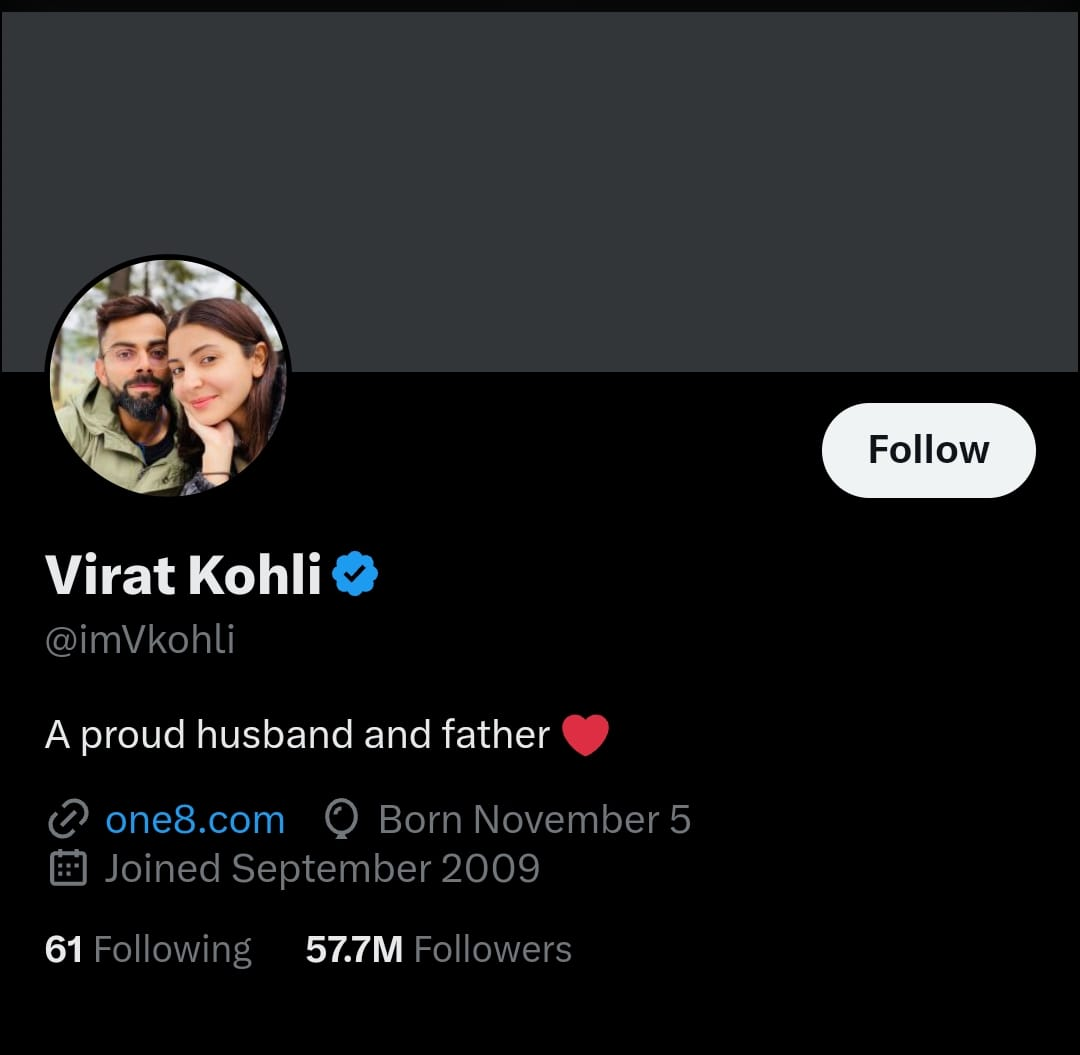 Follow
Virat Kohli
@imVkohli
A proud husband and father ❤️
one8.com Born November 5
Joined September 2009
61 Following 57.7M Followers